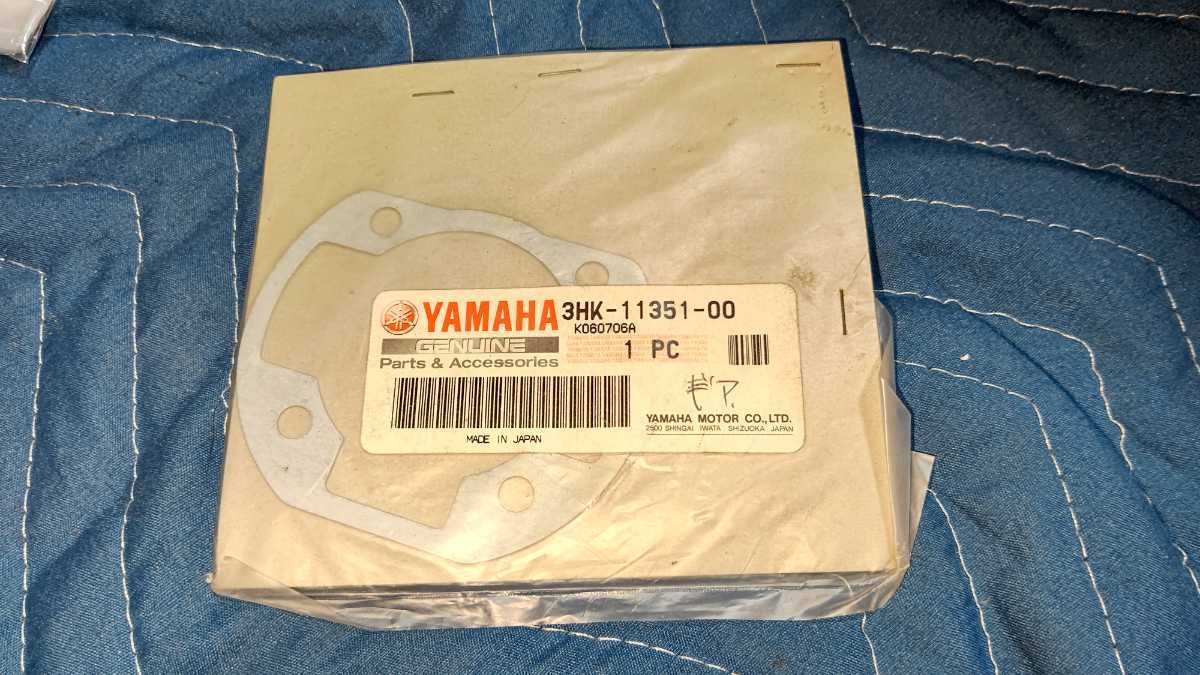 YAMAHA 3HK-11351-00
K060706A
GENUINE 1 PC
Parts & Accessories
ギア.
YAMAHA MOTOR CO., LTD.
2500 SHINGAI IWATA SHIZUOKA JAPAN
MADE IN JAPAN